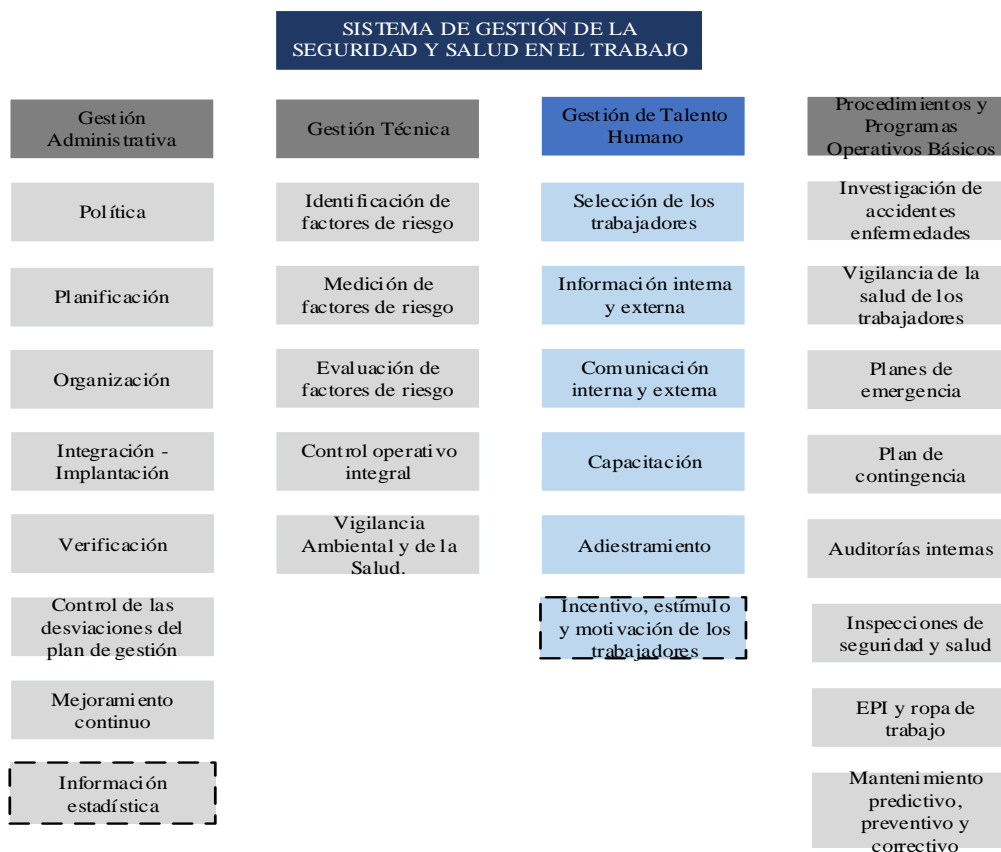 SISTEMA DE GESTIÓN DE LA
SEGURIDAD Y SALUD EN EL TRABAJO
Gestión
Administrativa
Política
Planificación
Organización
Integración -
Implantación
Verificación
Control de las
desviaciones del
plan de gestión
Mejoramiento
continuo
Información
estadística
Gestión Técnica
Identificación de
factores de riesgo
Medición de
factores de riesgo
Evaluación de
factores de riesgo
Control operativo
integral
Vigilancia
Ambiental y de la
Salud.
Gestión de Talento
Humano
Selección de los
trabajadores
Información interna
y externa
Comunicación
interna y externa
Capacitación
Adiestramiento
Incentivo, estímulo
y motivación de los
trabajadores
Procedimientos y
Programas
Operativos Básicos
Investigación de
accidentes
enfermedades
Vigilancia de la
salud de los
trabajadores
Planes de
emergencia
Plan de
contingencia
Auditorías internas
Inspecciones de
seguridad y salud
EPI y ropa de
trabajo
Mantenimiento
predictivo,
preventivo y
correctivo